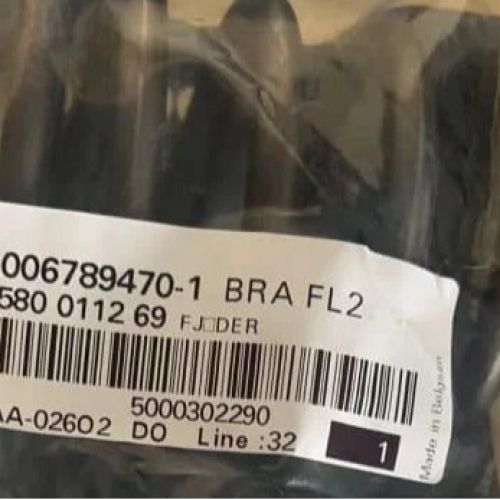 006789470-1 BRA FL2
580 0112 69 FJ□DER
5000302290
AA-02602 DO Line :32 1
Made in Belgium